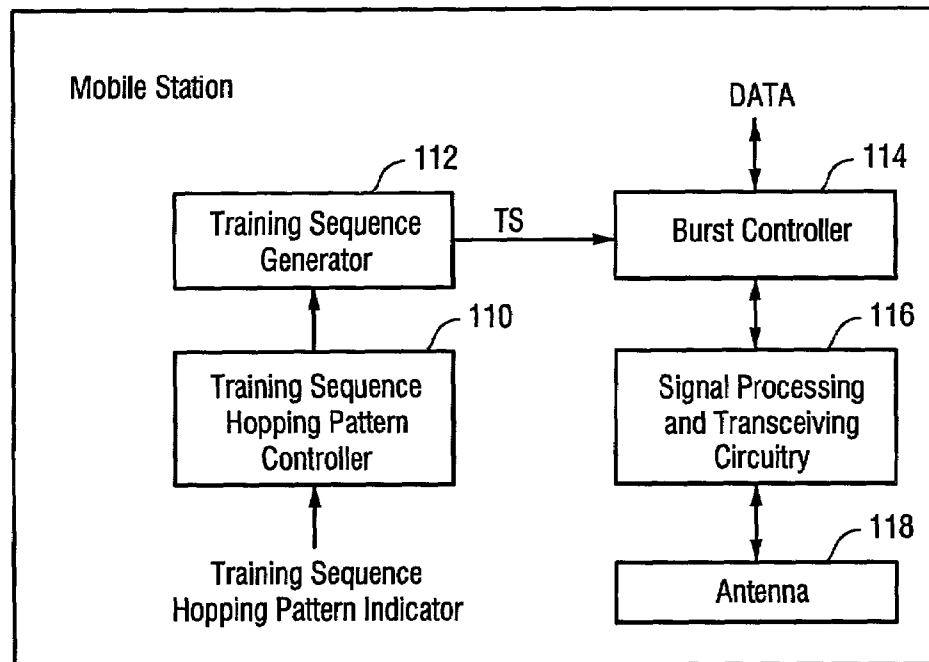 Mobile Station
DATA
112
114
Training Sequence
Generator
TS
Burst Controller
110
116
Training Sequence
Hopping Pattern
Controller
Signal Processing
and Transceiving
Circuitry
118
Training Sequence
Hopping Pattern Indicator
Antenna